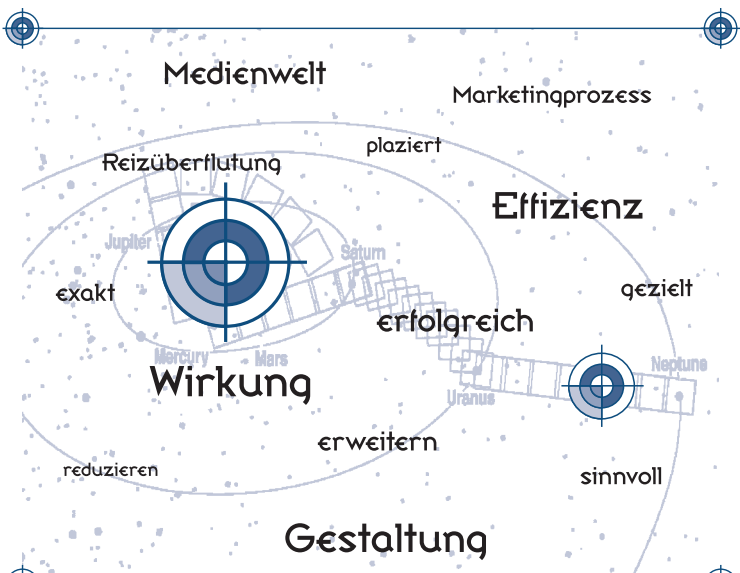 Medienwelt
Marketingprozess
plaziert
Reizüberflutung
Effizienz
Jupiter
Saturn
exakt
gezielt
erfolgreich
Mercury
Mars
Neptune
Wirkung
Uranus
erweitern
reduzieren
sinnvoll
Gestaltung